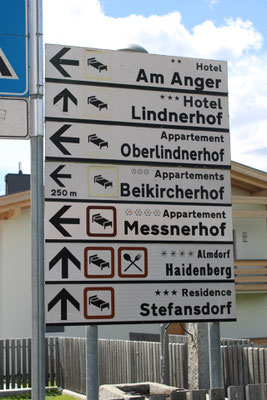 ** Hotel
Am Anger
*** Hotel
Lindnerhof
Appartement
Oberlindnerhof
Appartements
Beikircherhof
250 m
Appartement
Messnerhof
**** Almdorf
Haidenberg
*** Residence
Stefansdorf